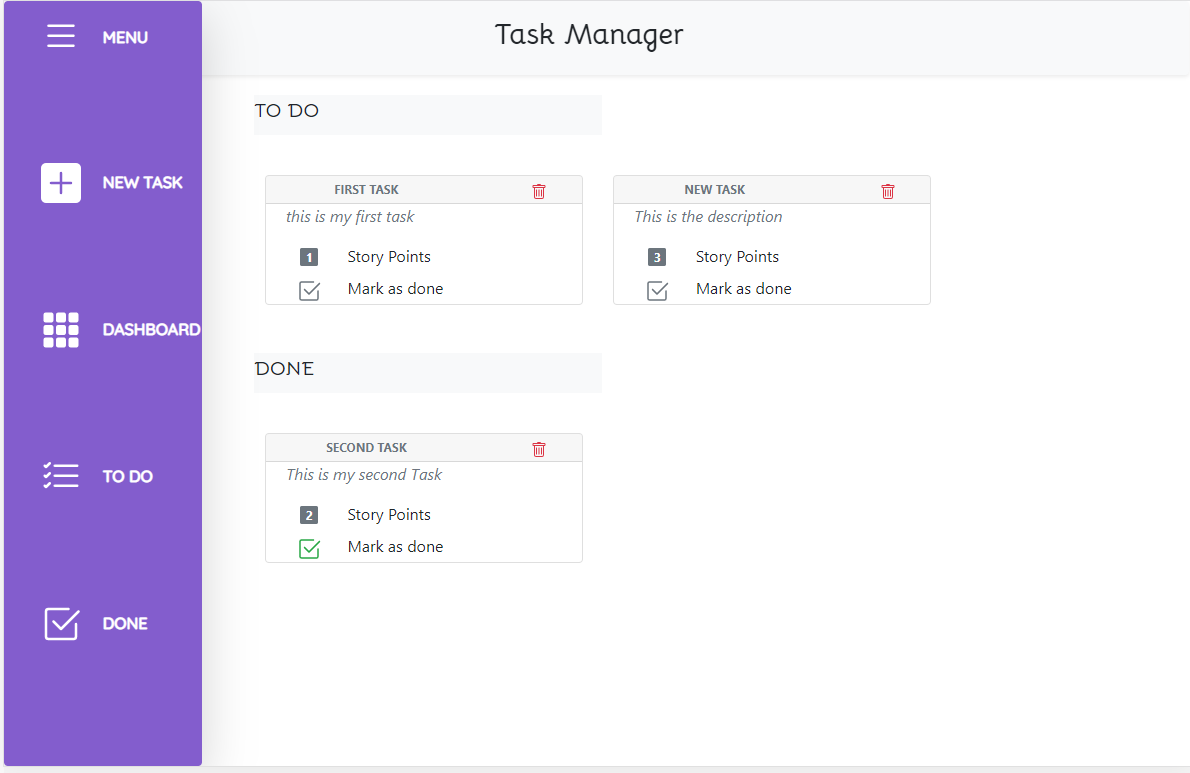 MENU
NEW TASK
DASHBOARD
TO DO
DONE
Task Manager
TO DO
FIRST TASK
this is my first task
1 Story Points
Mark as done
NEW TASK
This is the description
3 Story Points
Mark as done
DONE
SECOND TASK
This is my second Task
2 Story Points
Mark as done